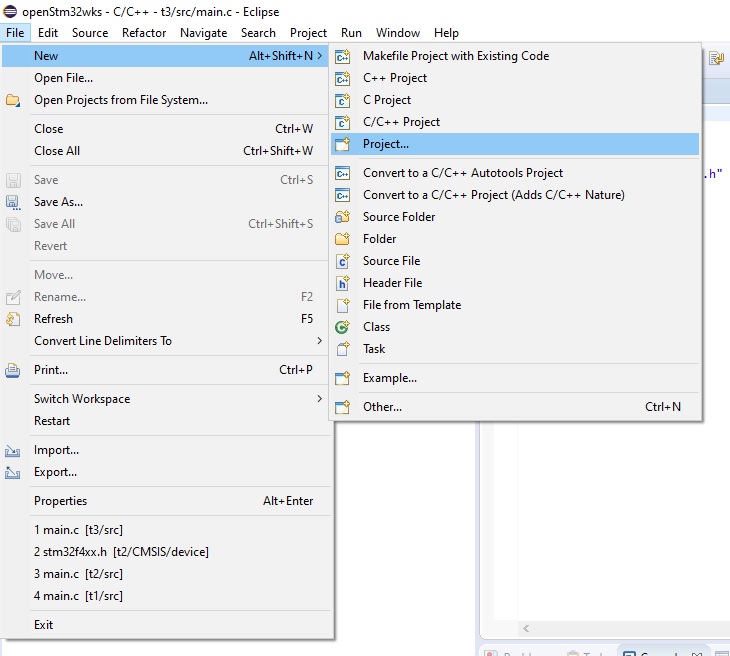 openStm32wks - C/C++ - t3/src/main.c - Eclipse
File Edit Source Refactor Navigate Search Project Run Window Help
New Alt+Shift+N >
Open File...
Open Projects from File System...
Close Ctrl+W
Close All Ctrl+Shift+W
Save Ctrl+S
Save As...
Save All Ctrl+Shift+S
Revert
Move...
Rename... F2
Refresh F5
Convert Line Delimiters To >
Print... Ctrl+P
Switch Workspace >
Restart
Import...
Export...
Properties Alt+Enter
1 main.c [t3/src]
2 stm32f4xx.h [t2/CMSIS/device]
3 main.c [t2/src]
4 main.c [t1/src]
Exit
Makefile Project with Existing Code
C++ Project
C Project
C/C++ Project
Project...
Convert to a C/C++ Autotools Project
Convert to a C/C++ Project (Adds C/C++ Nature)
Source Folder
Folder
Source File
Header File
File from Template
Class
Task
Example...
Other... Ctrl+N
.h"